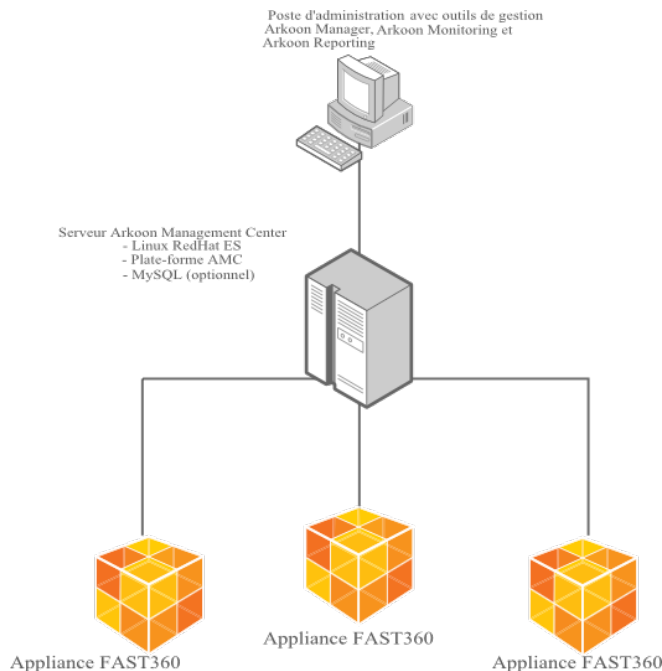 Poste d'administration avec outils de gestion
Arkoon Manager, Arkoon Monitoring et
Arkoon Reporting
Serveur Arkoon Management Center
- Linux RedHat ES
- Plate-forme AMC
- MySQL (optionnel)
Appliance FAST360
Appliance FAST360
Appliance FAST360